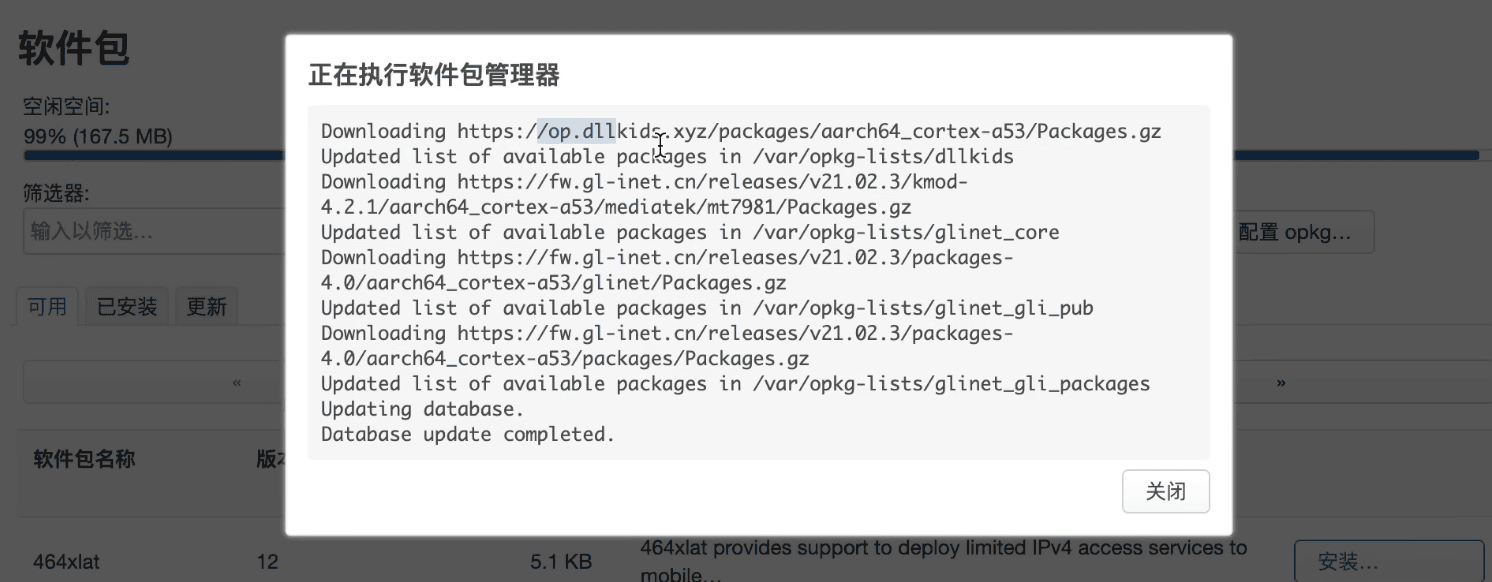 软件包
空闲空间:
99% (167.5 MB)
筛选器:
输入以筛选…
配置 opkg…
可用
已安装
更新
«
»
软件包名称
版本
464xlat
12
5.1 KB
464xlat provides support to deploy limited IPv4 access services to
mobile…
安装…
正在执行软件包管理器
Downloading https://op.dllkids.xyz/packages/aarch64_cortex-a53/Packages.gz
Updated list of available packages in /var/opkg-lists/dllkids
Downloading https://fw.gl-inet.cn/releases/v21.02.3/kmod-
4.2.1/aarch64_cortex-a53/mediatek/mt7981/Packages.gz
Updated list of available packages in /var/opkg-lists/glinet_core
Downloading https://fw.gl-inet.cn/releases/v21.02.3/packages-
4.0/aarch64_cortex-a53/glinet/Packages.gz
Updated list of available packages in /var/opkg-lists/glinet_gli_pub
Downloading https://fw.gl-inet.cn/releases/v21.02.3/packages-
4.0/aarch64_cortex-a53/packages/Packages.gz
Updated list of available packages in /var/opkg-lists/glinet_gli_packages
Updating database.
Database update completed.
关闭